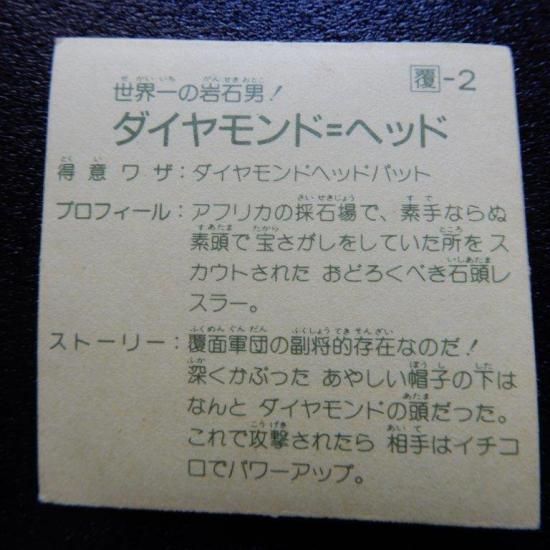 覆-2
世界一の岩石男!
ダイヤモンド=ヘッド
得意ワザ:ダイヤモンドヘッドバット
プロフィール:アフリカの採石場で、素手ならぬ
素頭で宝さがしをしていた所をス
カウトされた おどろくべき石頭レ
スラー。
ストーリー:覆面軍団の副将的存在なのだ!
深くかぶった あやしい帽子の下は
なんと ダイヤモンドの頭だった。
これで攻撃されたら 相手はイチコ
ロでパワーアップ。